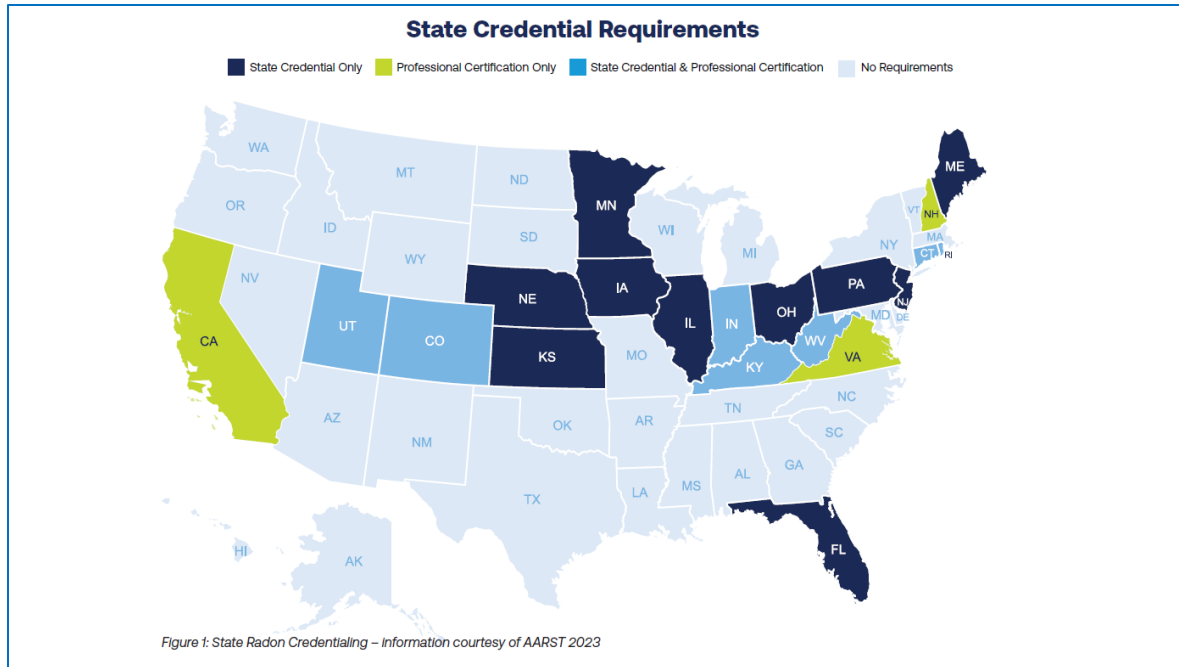 State Credential Requirements
State Credential Only Professional Certification Only State Credential & Professional Certification No Requirements
WA
MT
ND
MN
ME
OR
ID
SD
WI
MI
NY
VT
NH
MA
CT
RI
WY
NV
NE
IA
PA
NJ
CA
UT
CO
KS
IL
IN
OH
MD
DE
WV
MO
KY
VA
AZ
NM
OK
AR
TN
NC
SC
TX
LA
MS
AL
GA
FL
HI
AK
Figure 1: State Radon Credentialing – information courtesy of AARST 2023